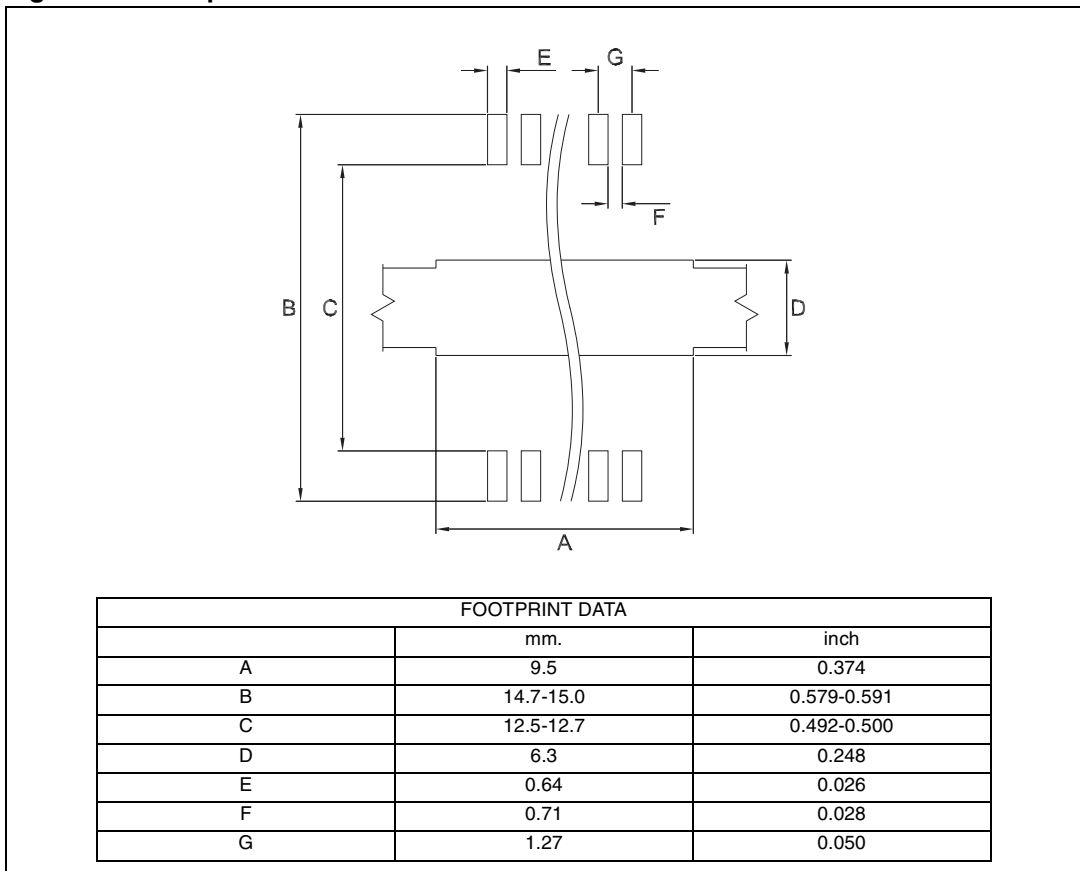 E
G
F
B
C
D
A
FOOTPRINT DATA
mm. inch
A 9.5 0.374
B 14.7-15.0 0.579-0.591
C 12.5-12.7 0.492-0.500
D 6.3 0.248
E 0.64 0.026
F 0.71 0.028
G 1.27 0.050